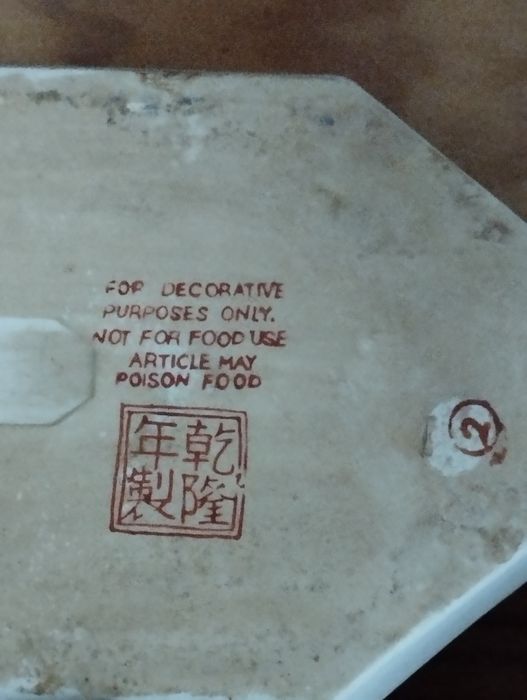 FOR DECORATIVE
PURPOSES ONLY.
NOT FOR FOOD USE
ARTICLE MAY
POISON FOOD
乾隆
年製
2